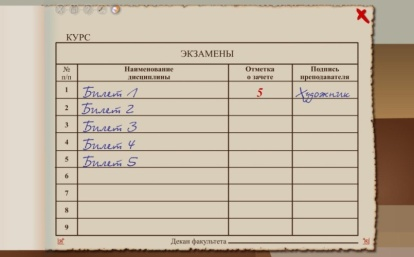 КУРС
ЭКЗАМЕНЫ
№ п/п Наименование дисциплины Отметка о зачете Подпись преподавателя
1 Билет 1 5 Художник
2 Билет 2
3 Билет 3
4 Билет 4
5 Билет 5
6
7
8
9
Декан факультета